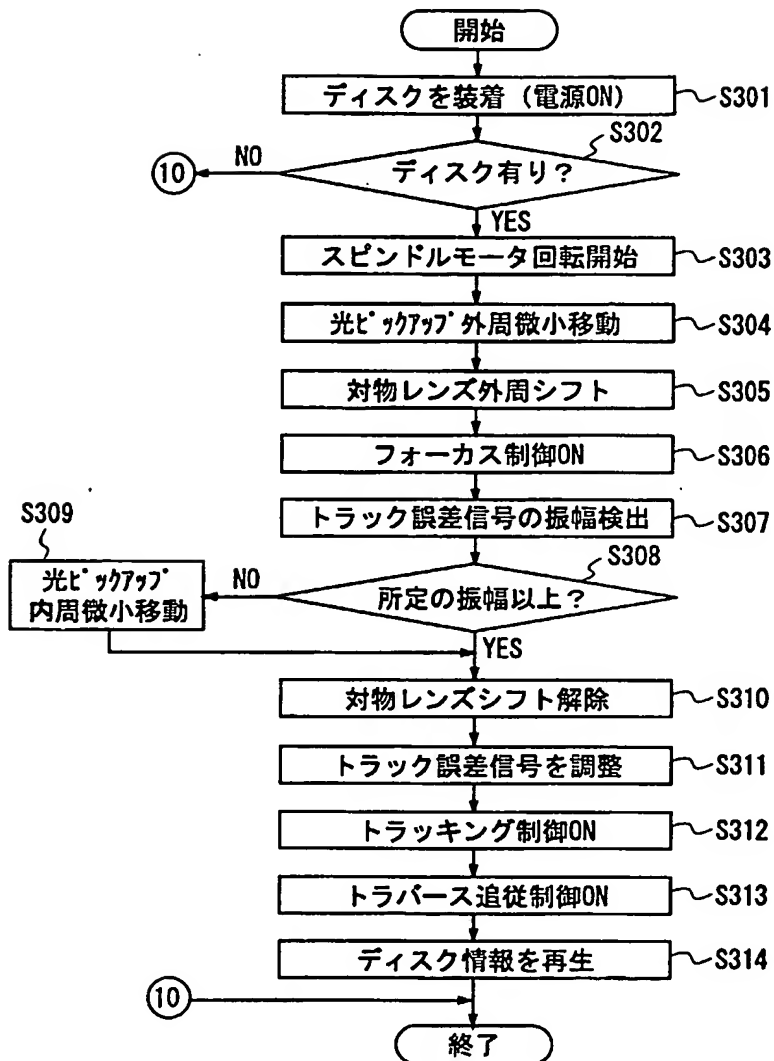 開始
ディスクを装着 (電源ON)
S301
S302
ディスク有り?
NO
10
YES
スピンドルモータ回転開始
S303
光ピックアップ外周微小移動
S304
対物レンズ外周シフト
S305
フォーカス制御ON
S306
トラック誤差信号の振幅検出
S307
S308
所定の振幅以上?
NO
S309
光ピックアップ
内周微小移動
YES
対物レンズシフト解除
S310
トラック誤差信号を調整
S311
トラッキング制御ON
S312
トラバース追従制御ON
S313
ディスク情報を再生
S314
10
終了